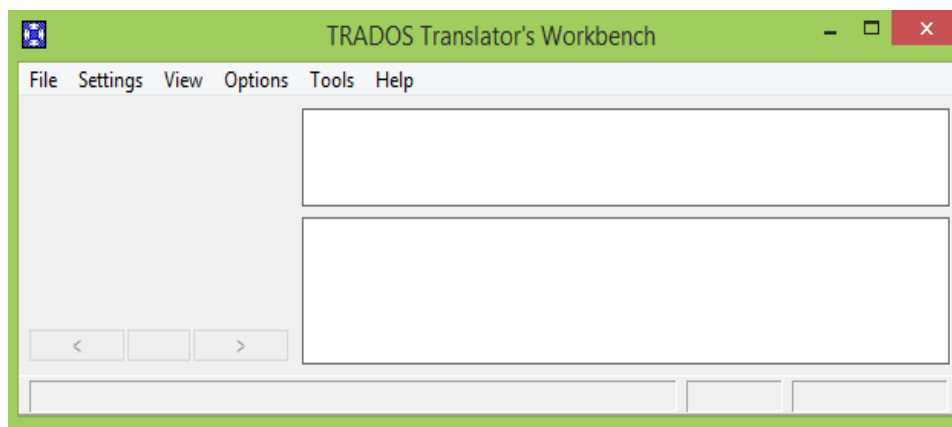 TRADOS Translator's Workbench
File Settings View Options Tools Help
< >